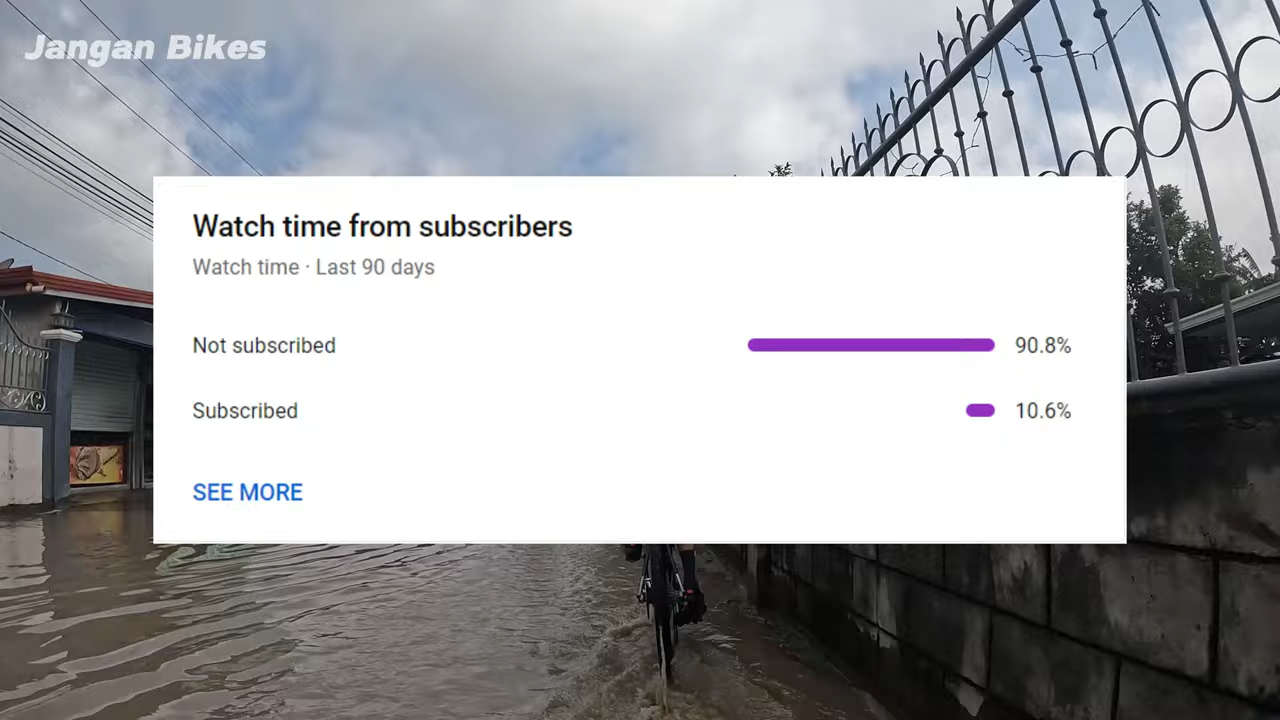 Jangan Bikes
Watch time from subscribers
Watch time · Last 90 days
Not subscribed 90.8%
Subscribed 10.6%
SEE MORE